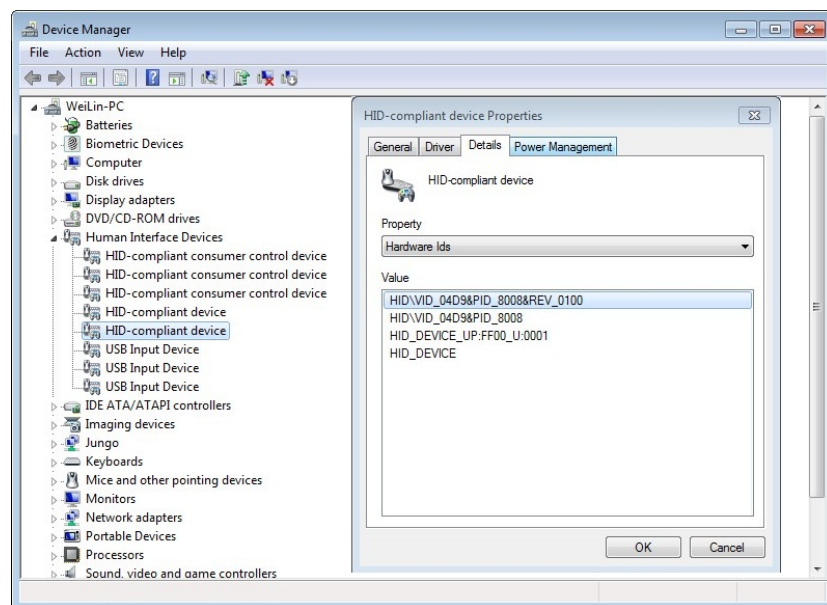 Device Manager
File Action View Help
WeiLin-PC
Batteries
Biometric Devices
Computer
Disk drives
Display adapters
DVD/CD-ROM drives
Human Interface Devices
HID-compliant consumer control device
HID-compliant consumer control device
HID-compliant consumer control device
HID-compliant device
HID-compliant device
USB Input Device
USB Input Device
USB Input Device
IDE ATA/ATAPI controllers
Imaging devices
Jungo
Keyboards
Mice and other pointing devices
Monitors
Network adapters
Portable Devices
Processors
Sound, video and game controllers
HID-compliant device Properties
General Driver Details Power Management
HID-compliant device
Property
Hardware Ids
Value
HID\VID_04D9&PID_8008&REV_0100
HID\VID_04D9&PID_8008
HID_DEVICE_UP:FF00_U:0001
HID_DEVICE
OK Cancel